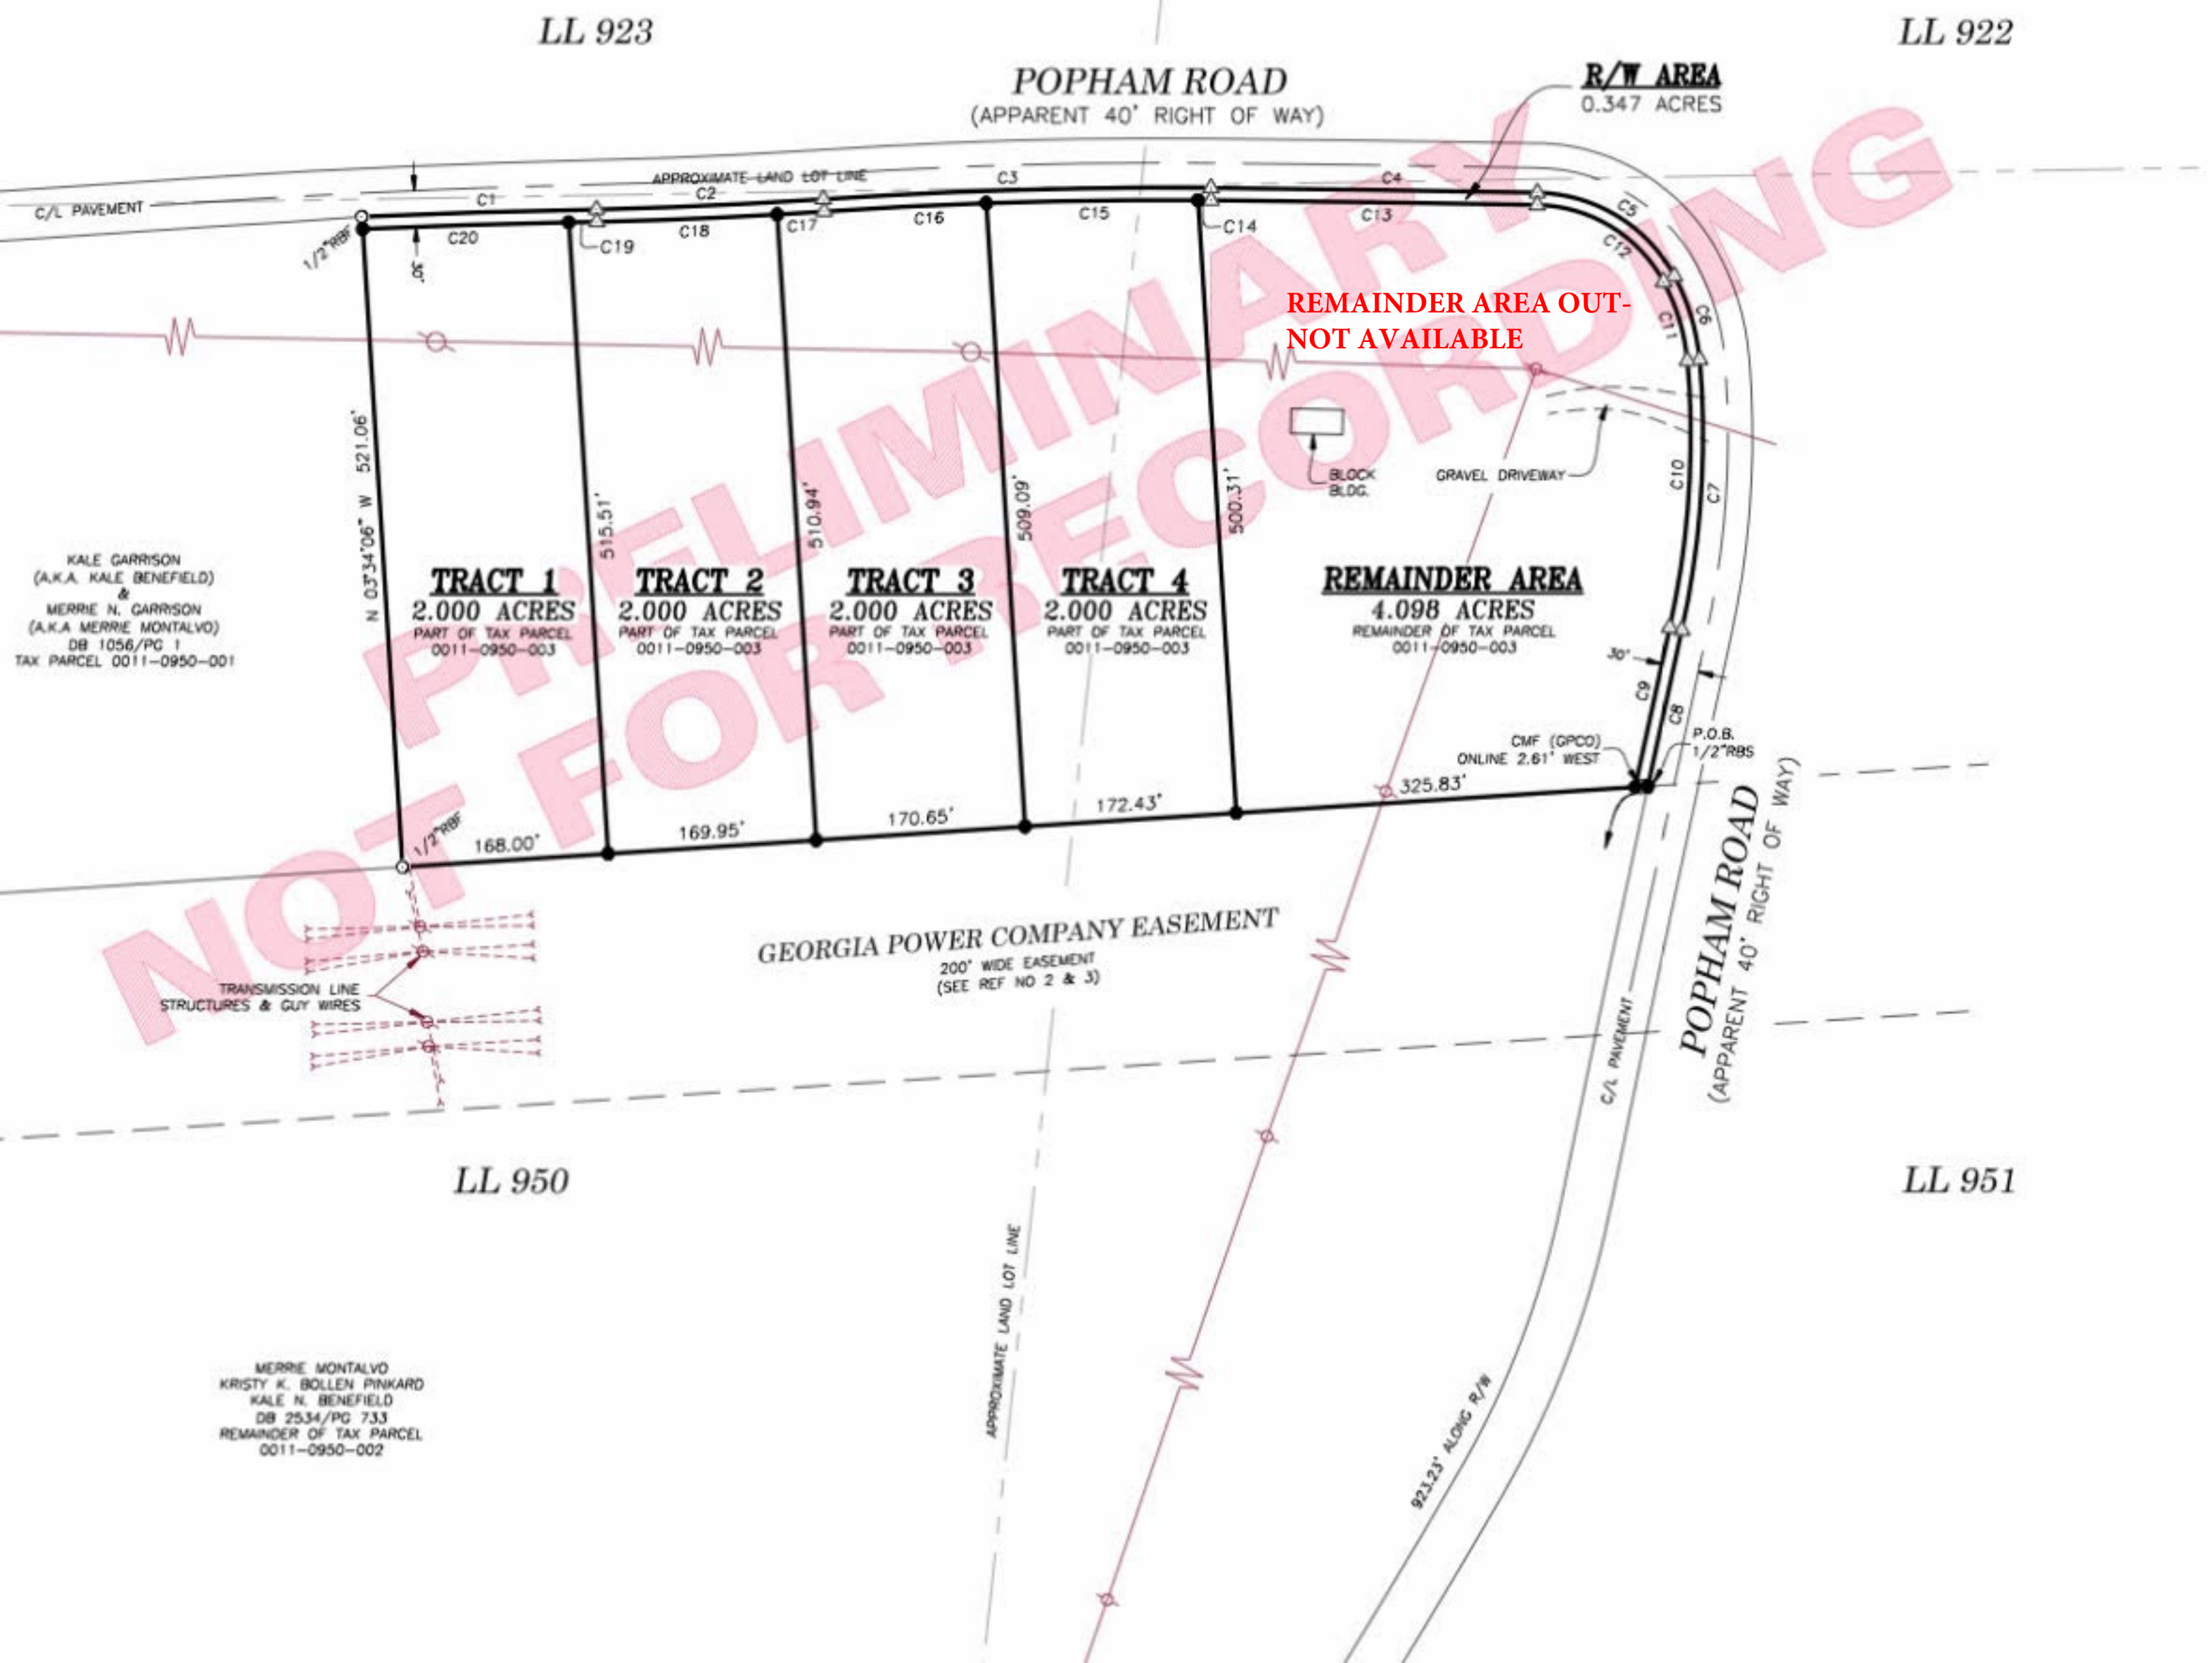 LL 923
LL 922
POPHAM ROAD
(APPARENT 40' RIGHT OF WAY)
R/W AREA
0.347 ACRES
C/L PAVEMENT
APPROXIMATE LAND LOT LINE
C1
C2
C3
C4
C5
C6
C7
C8
C9
C10
C11
C12
C13
C14
C15
C16
C17
C18
C19
C20
1/2"RBF
30'
PRELIMINARY
NOT FOR RECORDING
REMAINDER AREA OUT-
NOT AVAILABLE
N 03°34'06" W 521.06'
515.51'
510.94'
509.09'
500.31'
BLOCK
BLDG.
GRAVEL DRIVEWAY
KALE GARRISON
(A.K.A. KALE BENEFIELD)
&
MERRIE N. GARRISON
(A.K.A MERRIE MONTALVO)
DB 1056/PG 1
TAX PARCEL 0011-0950-001
TRACT 1
2.000 ACRES
PART OF TAX PARCEL
0011-0950-003
TRACT 2
2.000 ACRES
PART OF TAX PARCEL
0011-0950-003
TRACT 3
2.000 ACRES
PART OF TAX PARCEL
0011-0950-003
TRACT 4
2.000 ACRES
PART OF TAX PARCEL
0011-0950-003
REMAINDER AREA
4.098 ACRES
REMAINDER OF TAX PARCEL
0011-0950-003
30'
CMF (GPCO)
ONLINE 2.61' WEST
P.O.B.
1/2"RBS
1/2"RBF
168.00'
169.95'
170.65'
172.43'
325.83'
POPHAM ROAD
(APPARENT 40' RIGHT OF WAY)
GEORGIA POWER COMPANY EASEMENT
200' WIDE EASEMENT
(SEE REF NO 2 & 3)
TRANSMISSION LINE
STRUCTURES & GUY WIRES
C/L PAVEMENT
LL 950
LL 951
APPROXIMATE LAND LOT LINE
923.23' ALONG R/W
MERRIE MONTALVO
KRISTY K. BOLLEN PINKARD
KALE N. BENEFIELD
DB 2534/PG 733
REMAINDER OF TAX PARCEL
0011-0950-002